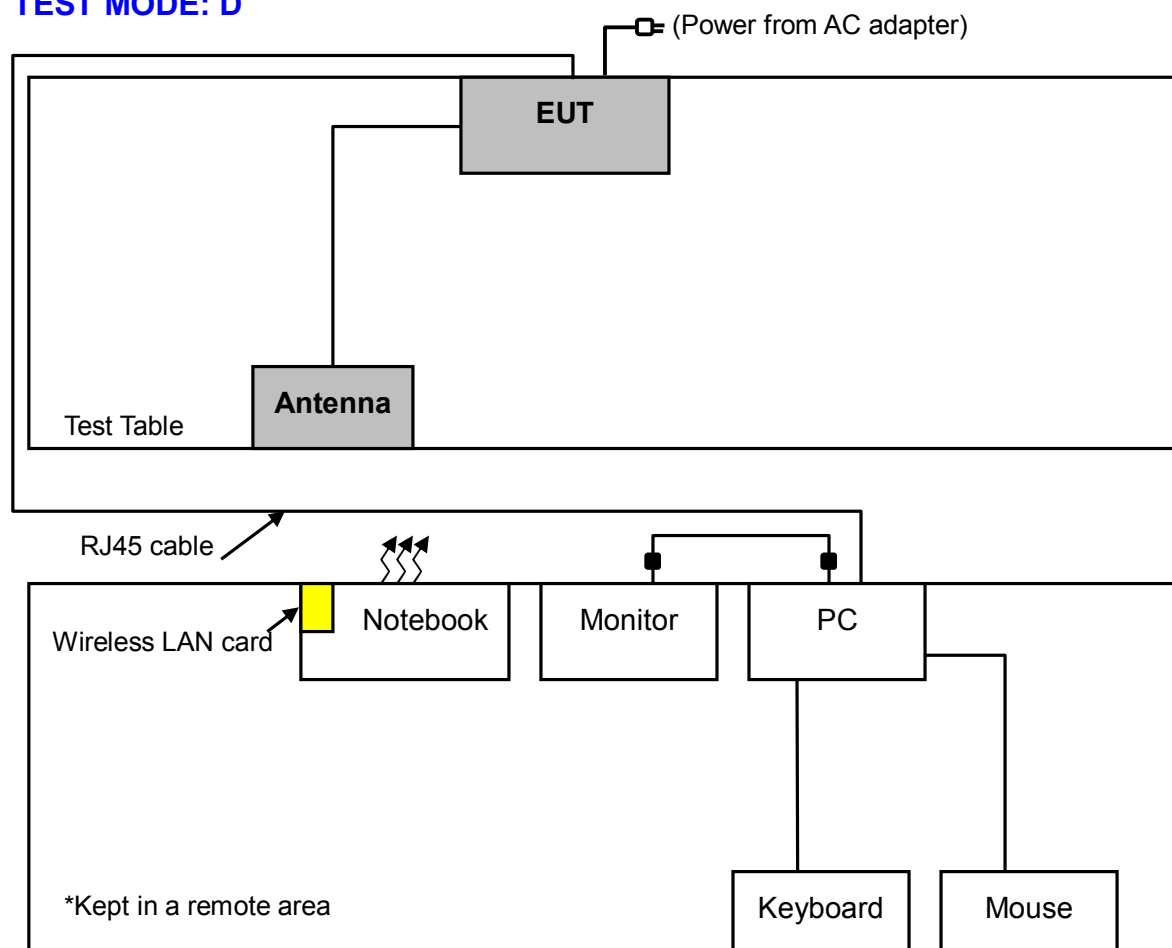 TEST MODE: D
(Power from AC adapter)
EUT
Antenna
Test Table
RJ45 cable
Notebook
Monitor
PC
Wireless LAN card
*Kept in a remote area
Keyboard
Mouse